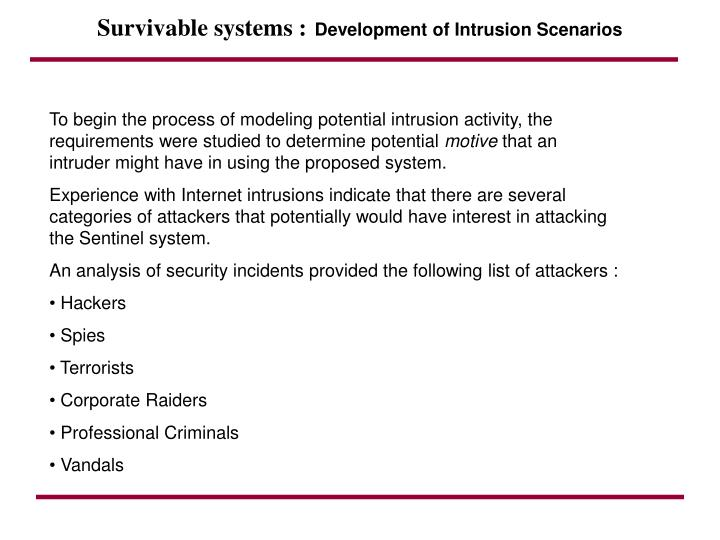 Survivable systems : Development of Intrusion Scenarios
To begin the process of modeling potential intrusion activity, the
requirements were studied to determine potential motive that an
intruder might have in using the proposed system.
Experience with Internet intrusions indicate that there are several
categories of attackers that potentially would have interest in attacking
the Sentinel system.
An analysis of security incidents provided the following list of attackers :
• Hackers
• Spies
• Terrorists
• Corporate Raiders
• Professional Criminals
• Vandals